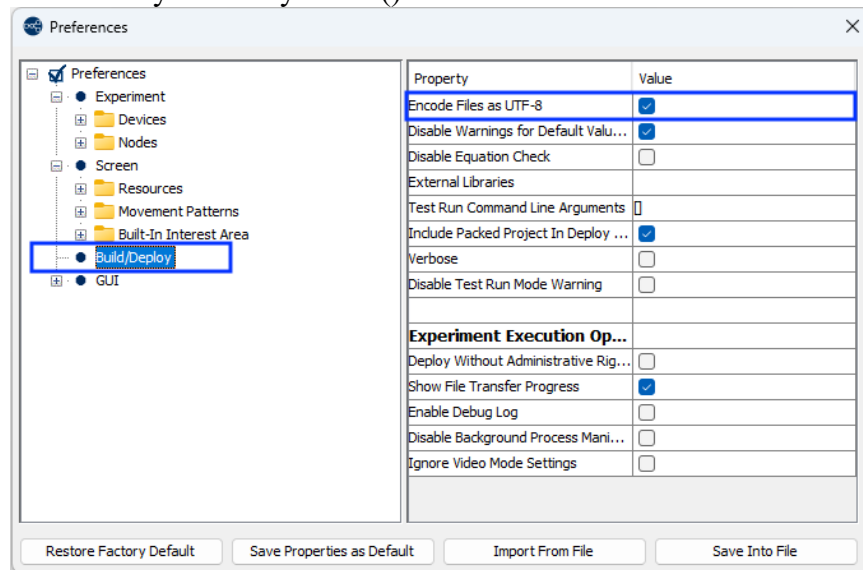 Preferences
Preferences
Experiment
Devices
Nodes
Screen
Resources
Movement Patterns
Built-In Interest Area
Build/Deploy
GUI
Property Value
Encode Files as UTF-8
Disable Warnings for Default Valu...
Disable Equation Check
External Libraries
Test Run Command Line Arguments []
Include Packed Project In Deploy ...
Verbose
Disable Test Run Mode Warning
Experiment Execution Op...
Deploy Without Administrative Rig...
Show File Transfer Progress
Enable Debug Log
Disable Background Process Mani...
Ignore Video Mode Settings
Restore Factory Default Save Properties as Default Import From File Save Into File